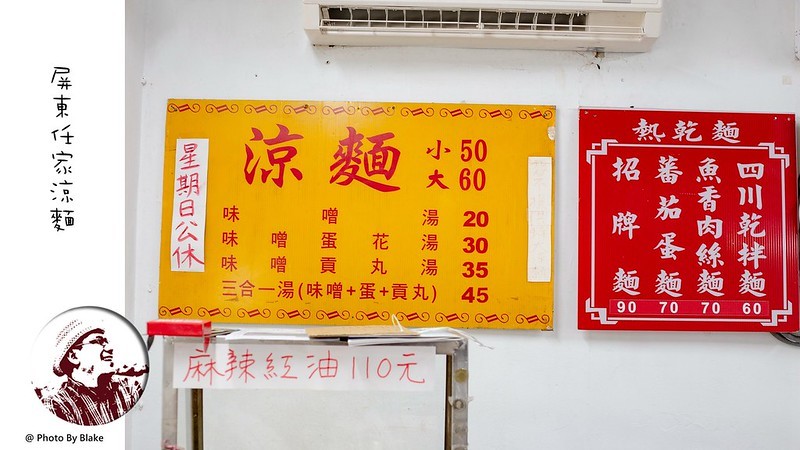 屏東任家涼麵
@ Photo By Blake
星期日公休
涼麵 小 50
大 60
味噌湯 20
味噌蛋花湯 30
味噌貢丸湯 35
三合一湯(味噌+蛋+貢丸) 45
麻辣紅油110元
熱乾麵
四川乾拌麵 60
魚香肉絲麵 70
蕃茄蛋麵 70
招牌麵 90